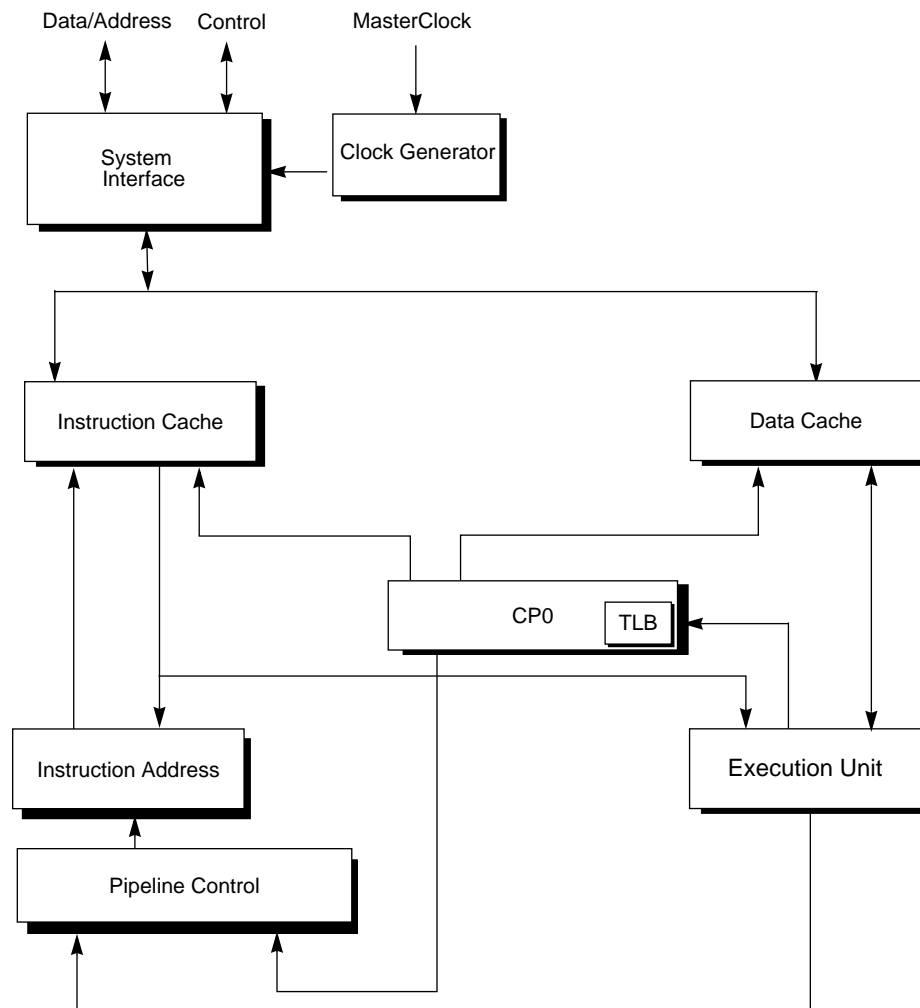 Data/Address
Control
MasterClock
System
Interface
Clock Generator
Instruction Cache
Data Cache
CP0
TLB
Instruction Address
Execution Unit
Pipeline Control